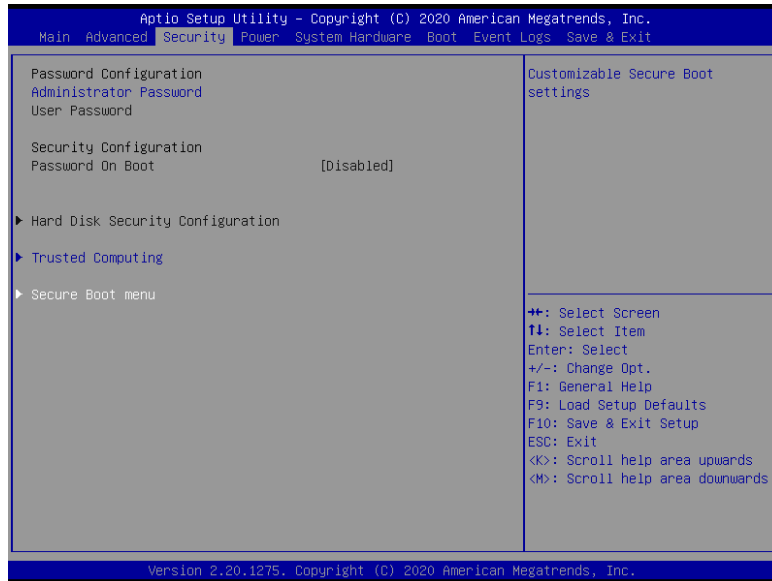 Aptio Setup Utility – Copyright (C) 2020 American Megatrends, Inc.
Main Advanced Security Power System Hardware Boot Event Logs Save & Exit
Password Configuration
Administrator Password
User Password
Security Configuration
Password On Boot [Disabled]
▶ Hard Disk Security Configuration
▶ Trusted Computing
▶ Secure Boot menu
Customizable Secure Boot
settings
→←: Select Screen
↑↓: Select Item
Enter: Select
+/-: Change Opt.
F1: General Help
F9: Load Setup Defaults
F10: Save & Exit Setup
ESC: Exit
<K>: Scroll help area upwards
<M>: Scroll help area downwards
Version 2.20.1275. Copyright (C) 2020 American Megatrends, Inc.